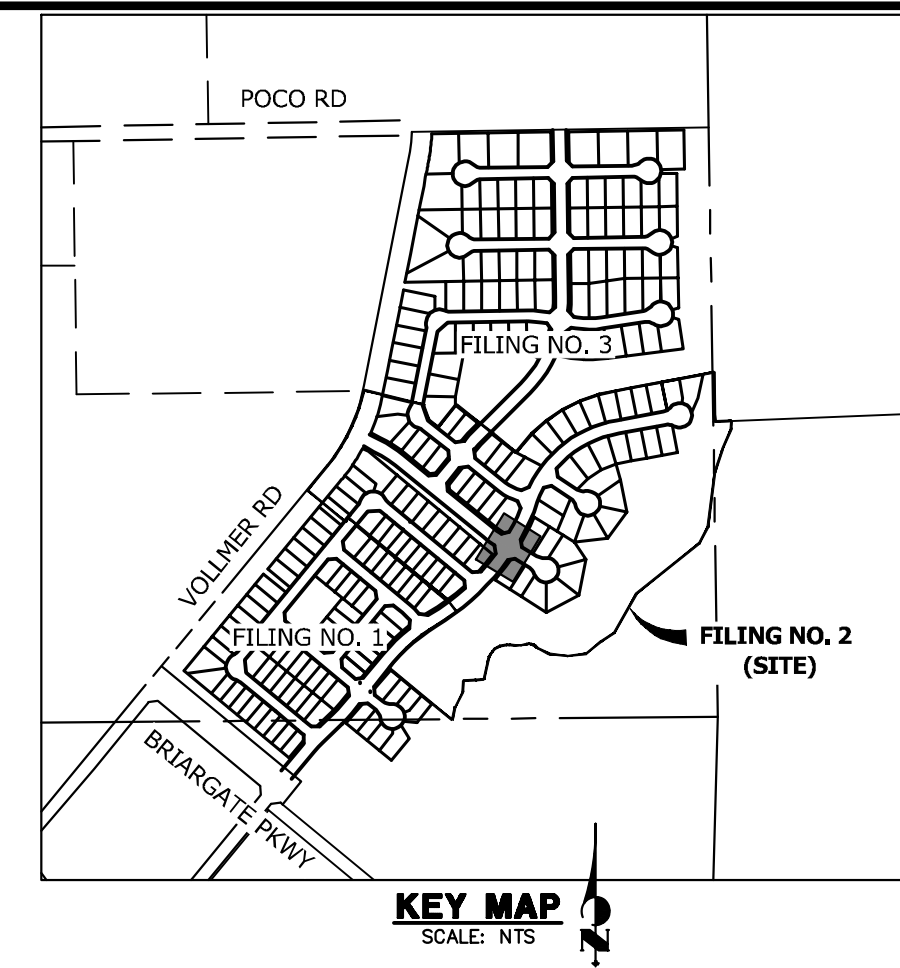 POCO RD
FILING NO. 3
VOLLMER RD
FILING NO. 1
FILING NO. 2
(SITE)
BRIARGATE PKWY
KEY MAP
SCALE: NTS
N